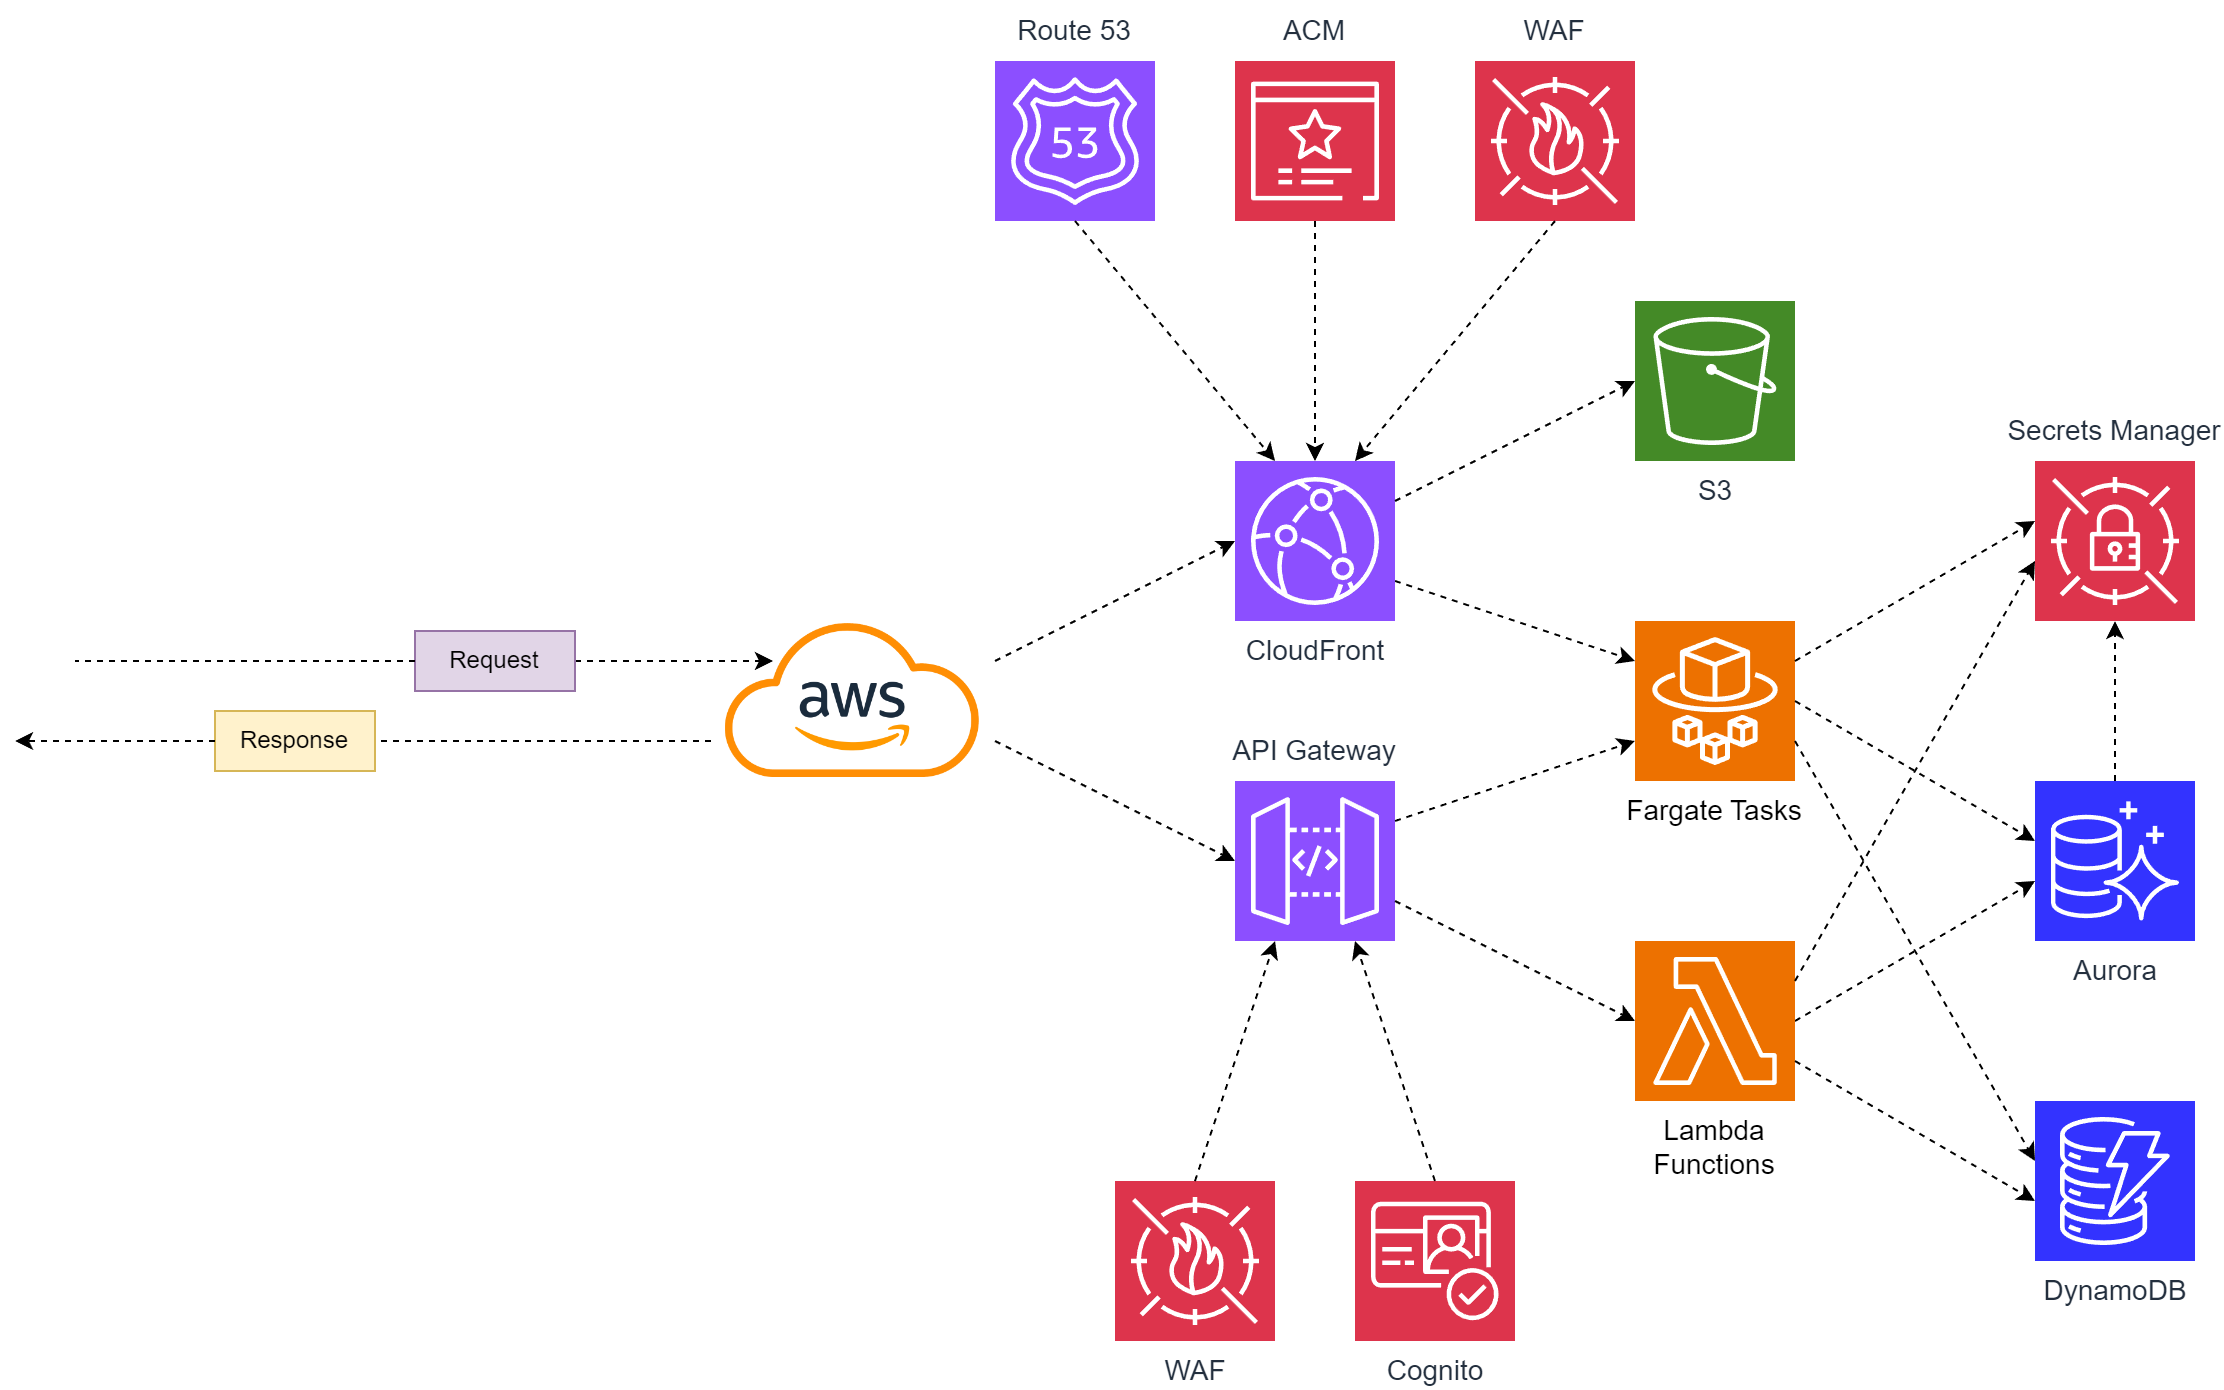 Route 53
ACM
WAF
53
S3
Secrets Manager
CloudFront
Request
aws
Response
API Gateway
</>
Fargate Tasks
Aurora
Lambda
Functions
DynamoDB
WAF
Cognito